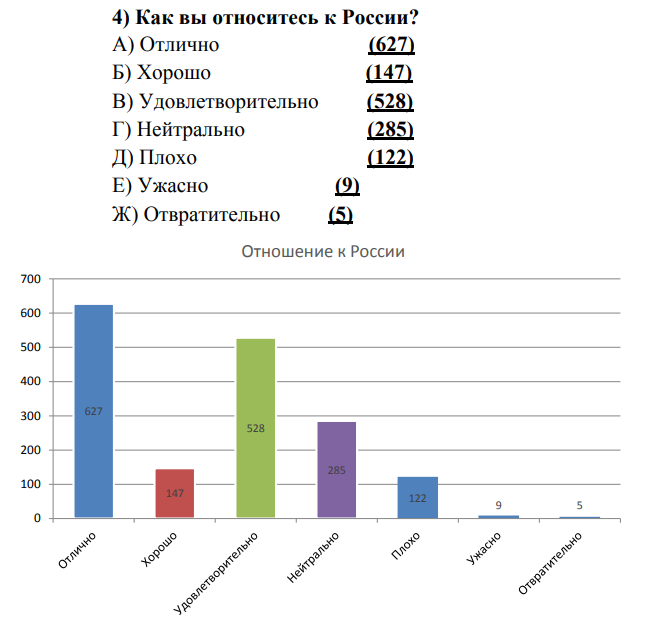 4) Как вы относитесь к России?
А) Отлично (627)
Б) Хорошо (147)
В) Удовлетворительно (528)
Г) Нейтрально (285)
Д) Плохо (122)
Е) Ужасно (9)
Ж) Отвратительно (5)
Отношение к России
700
600
500
400
300
200
100
0
627
147
528
285
122
9
5
Отлично
Хорошо
Удовлетворительно
Нейтрально
Плохо
Ужасно
Отвратительно